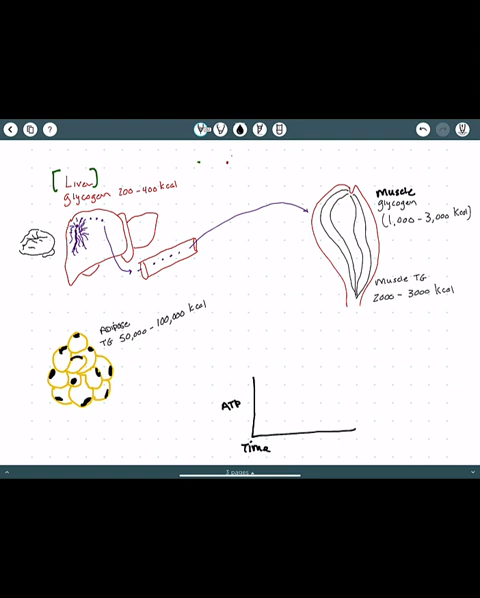 [Liver]
glycogen 200-400 kcal
Muscle
glycogen
(1,000 - 3,000 kcal)
Muscle TG
2000 - 3000 kcal
Adipose
TG 50,000 - 100,000 kcal
ATP
Time
3 pages